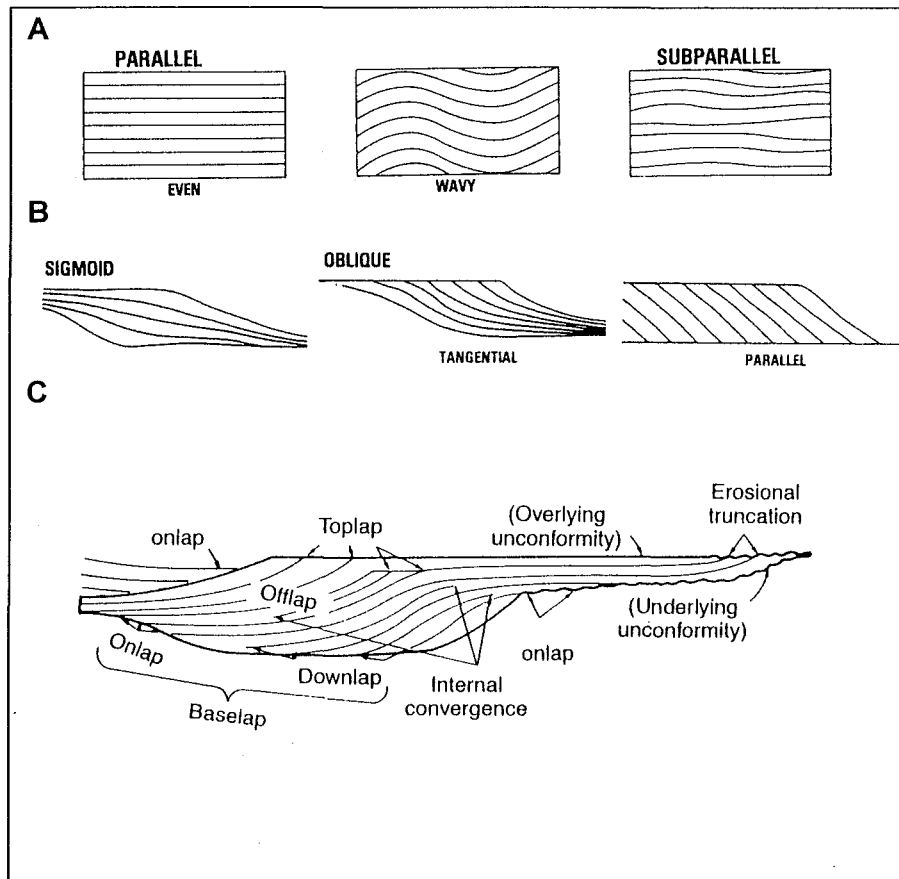 A
PARALLEL
SUBPARALLEL
EVEN
WAVY
B
SIGMOID
OBLIQUE
TANGENTIAL
PARALLEL
C
onlap
Toplap
(Overlying
unconformity)
Erosional
truncation
Offlap
(Underlying
unconformity)
Onlap
Downlap
Internal
convergence
onlap
Baselap